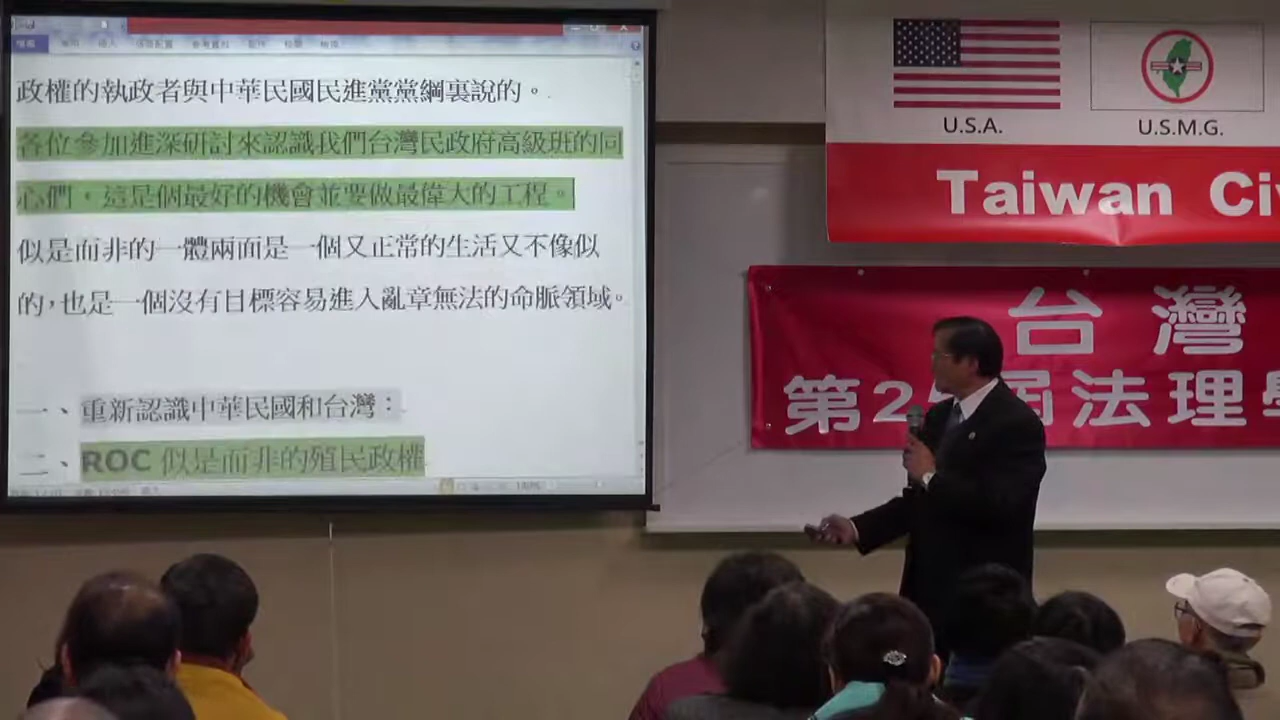 政權的執政者與中華民國民進黨黨綱裏說的。
各位參加進深研討來認識我們台灣民政府高級班的同
心們，這是個最好的機會並要做最偉大的工程。
似是而非的一體兩面是一個又正常的生活又不像似
的,也是一個沒有目標容易進入亂章無法的命脈領域。
一、重新認識中華民國和台灣：
二、ROC 似是而非的殖民政權
U.S.A.
U.S.M.G.
Taiwan Ci
台灣
第2 屆法理學